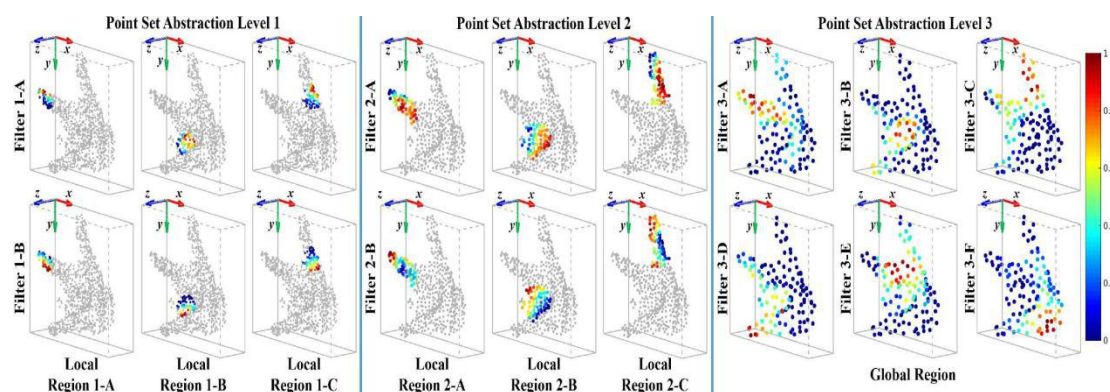 Point Set Abstraction Level 1
Point Set Abstraction Level 2
Point Set Abstraction Level 3
z x z x z x z x z x z x z x z x z x
y y y y y y y y y
Filter 1-A
Filter 2-A
Filter 3-A
Filter 3-B
Filter 3-C
1
0
z x z x z x z x z x z x z x z x z x
y y y y y y y y y
Filter 1-B
Filter 2-B
Filter 3-D
Filter 3-E
Filter 3-F
Local
Region 1-A
Local
Region 1-B
Local
Region 1-C
Local
Region 2-A
Local
Region 2-B
Local
Region 2-C
Global Region